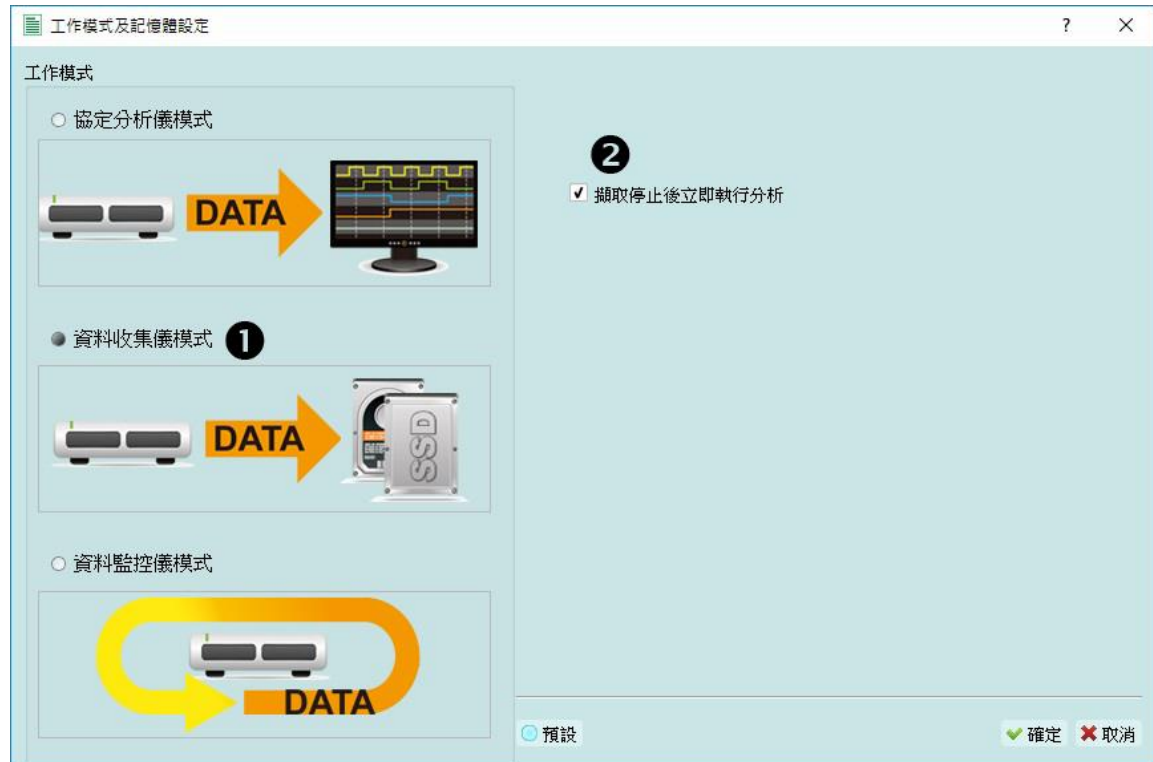 工作模式及記憶體設定
?
工作模式
協定分析儀模式
DATA
❷
擷取停止後立即執行分析
資料收集儀模式 ❶
DATA
SSD
資料監控儀模式
DATA
預設
確定
取消